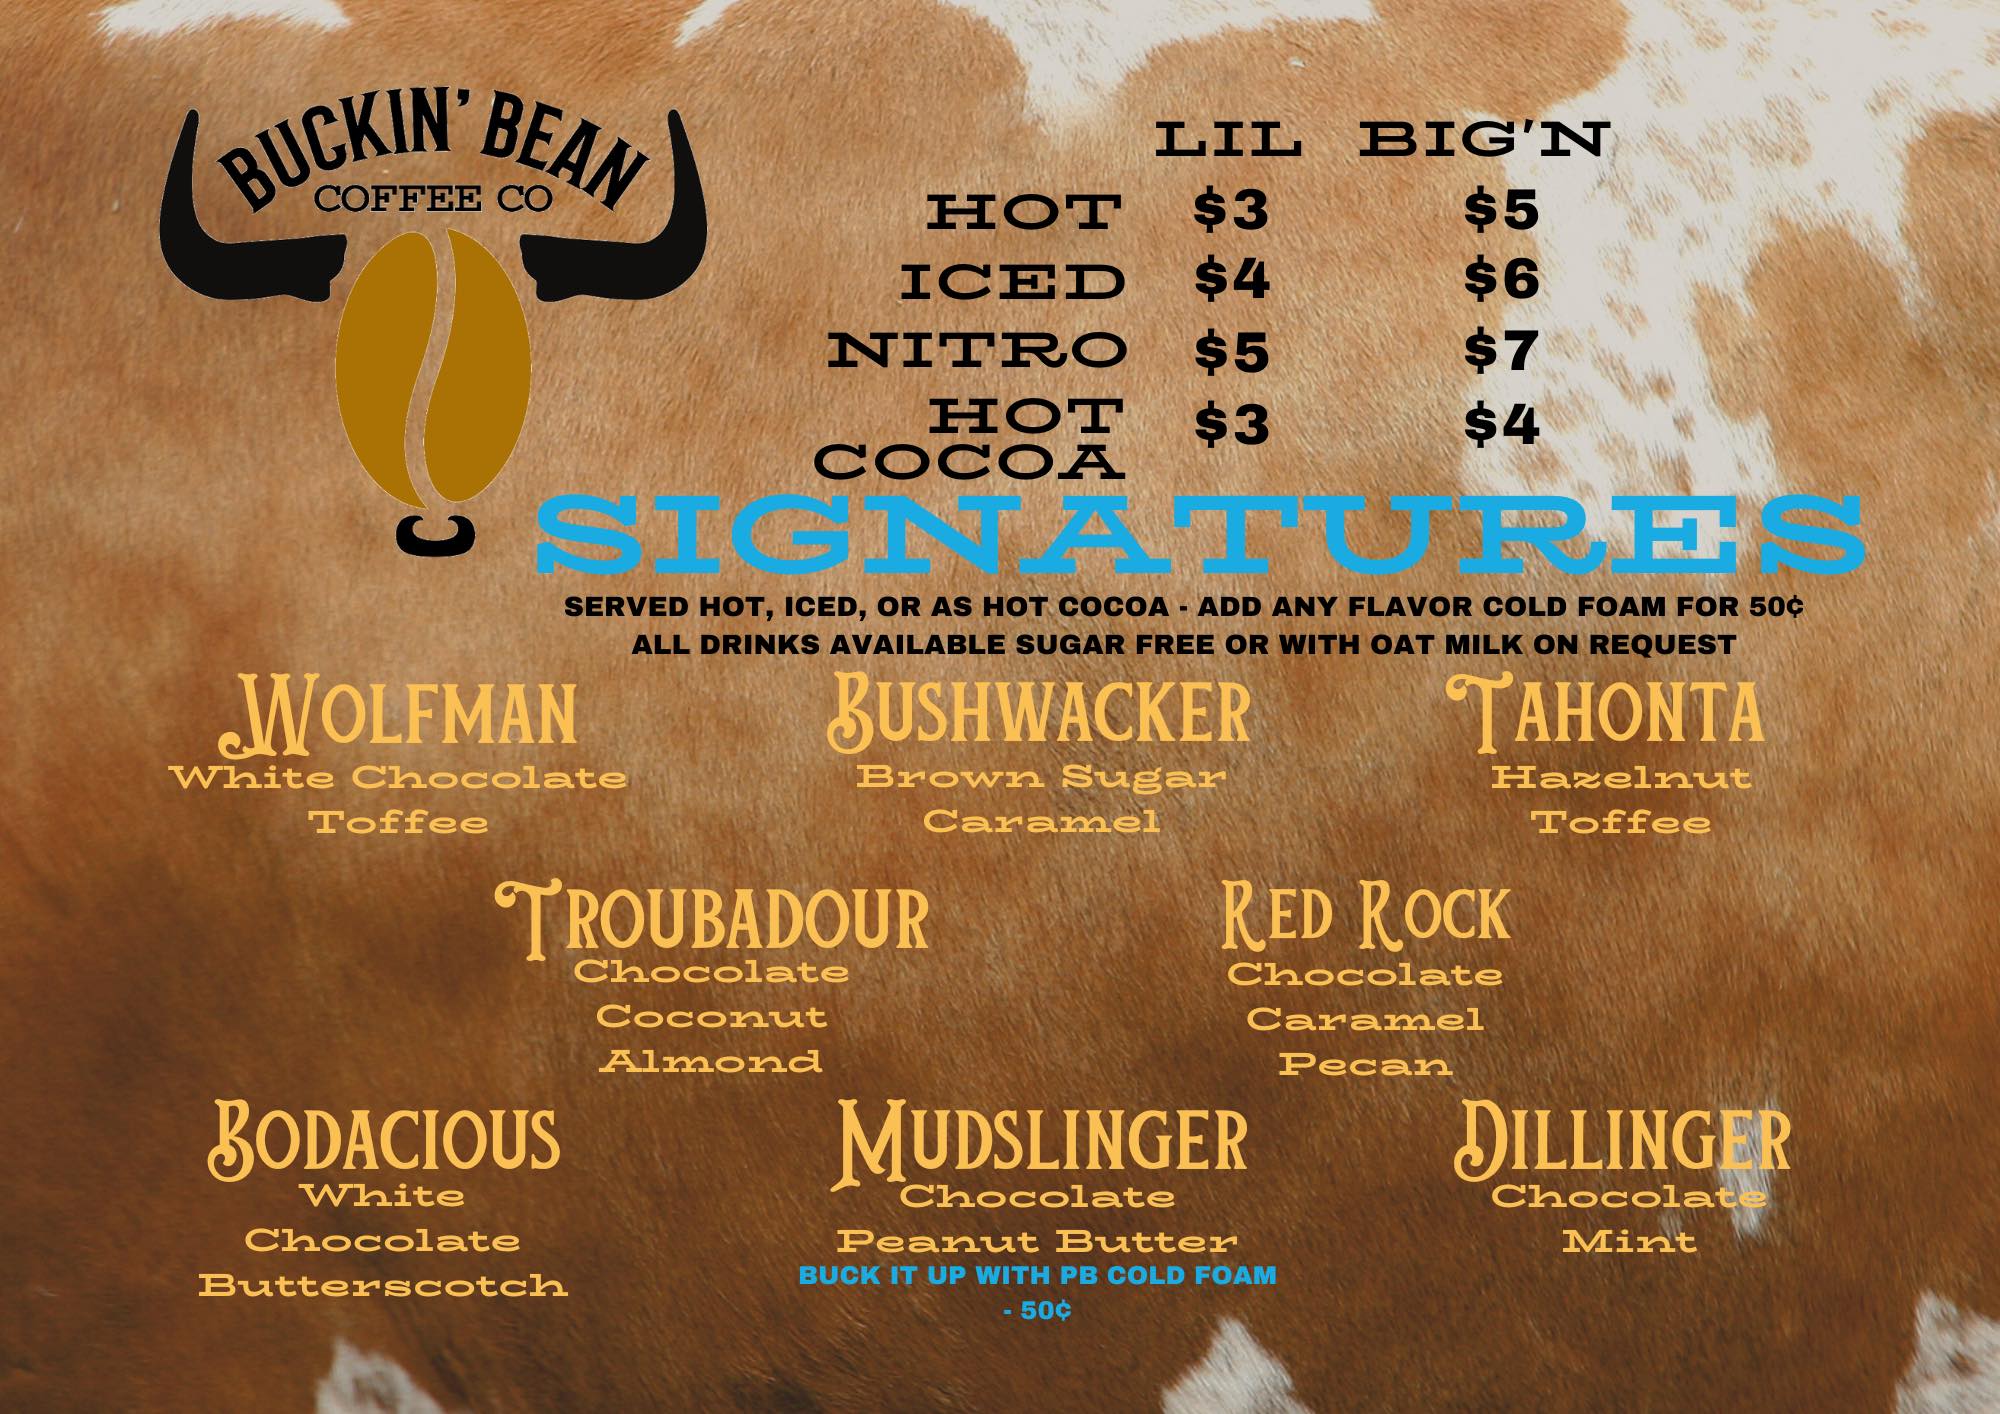 BUCKIN' BEAN
COFFEE CO
LIL BIG'N
HOT $3 $5
ICED $4 $6
NITRO $5 $7
HOT
COCOA $3 $4
SIGNATURES
SERVED HOT, ICED, OR AS HOT COCOA - ADD ANY FLAVOR COLD FOAM FOR 50¢
ALL DRINKS AVAILABLE SUGAR FREE OR WITH OAT MILK ON REQUEST
WOLFMAN
White Chocolate
Toffee
BUSHWACKER
Brown Sugar
Caramel
TAHONTA
Hazelnut
Toffee
TROUBADOUR
Chocolate
Coconut
Almond
RED ROCK
Chocolate
Caramel
Pecan
BODACIOUS
White
Chocolate
Butterscotch
MUDSLINGER
Chocolate
Peanut Butter
BUCK IT UP WITH PB COLD FOAM
- 50¢
DILLINGER
Chocolate
Mint